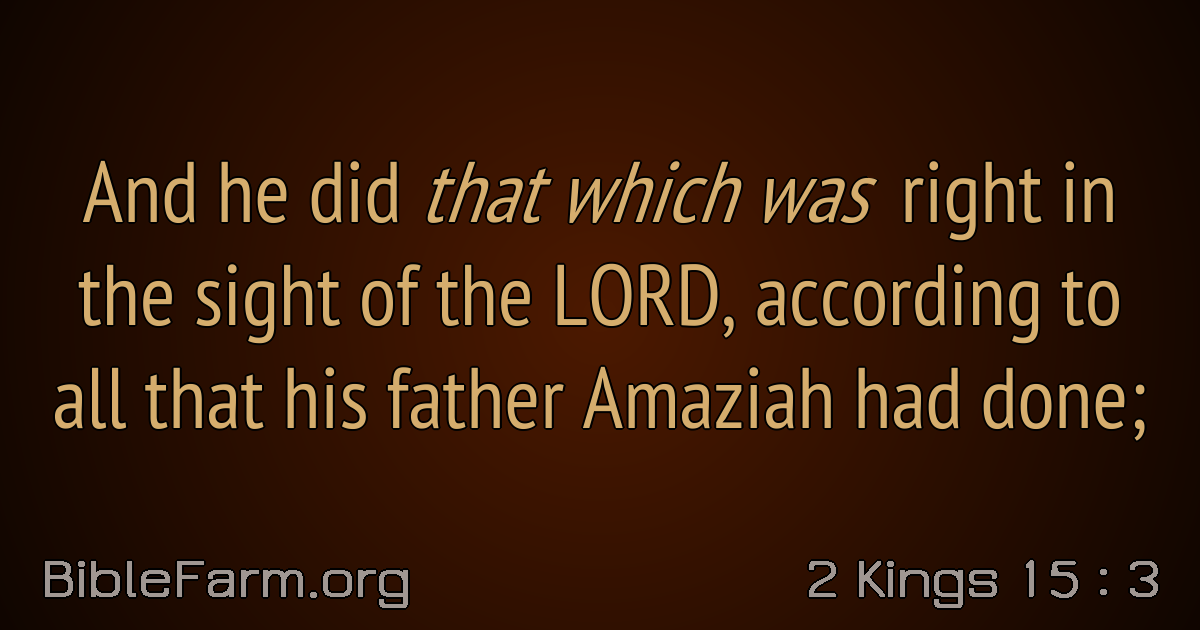 And he did that which was right in
the sight of the LORD, according to
all that his father Amaziah had done;
BibleFarm.org
2 Kings 15 : 3